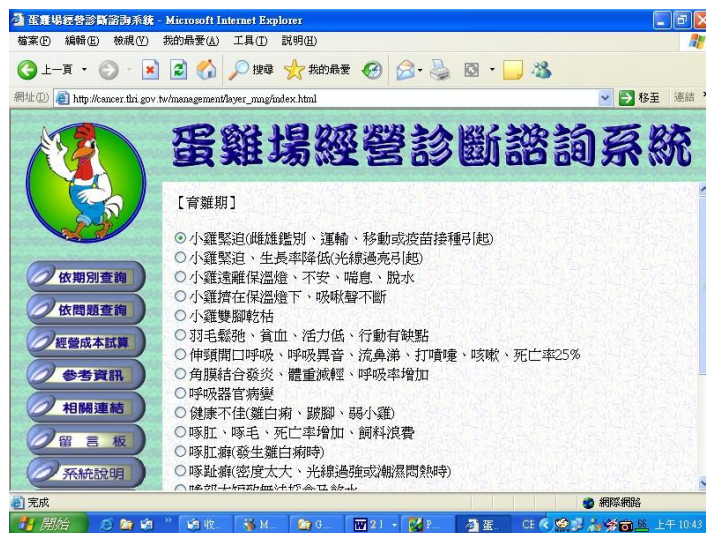 蛋雞場經營診斷諮詢系統 - Microsoft Internet Explorer
檔案(F) 編輯(E) 檢視(V) 我的最愛(A) 工具(T) 說明(H)
上一頁 搜尋 我的最愛
網址(D) http://cancer.tlri.gov.tw/management/layer_mng/index.html 移至 連結 »
蛋雞場經營診斷諮詢系統
【育雛期】
小雞緊迫(雌雄鑑別、運輸、移動或疫苗接種引起)
小雞緊迫、生長率降低(光線過亮引起)
小雞遠離保溫燈、不安、喘息、脫水
小雞擠在保溫燈下、吱啾聲不斷
小雞雙腳乾枯
羽毛鬆弛、貧血、活力低、行動有缺點
伸頸開口呼吸、呼吸異音、流鼻涕、打噴嚏、咳嗽、死亡率25%
角膜結合發炎、體重減輕、呼吸率增加
呼吸器官病變
健康不佳(雛白痢、跛腳、弱小雞)
啄肛、啄毛、死亡率增加、飼料浪費
啄肛癖(發生雛白痢時)
啄趾癖(密度太大、光線過強或潮濕悶熱時)
依期別查詢
依問題查詢
經營成本試算
參考資訊
相關連結
留言板
系統說明
完成 網際網路
開始 » 收... M... G... 21 P... 蛋... CH 上午 10:43